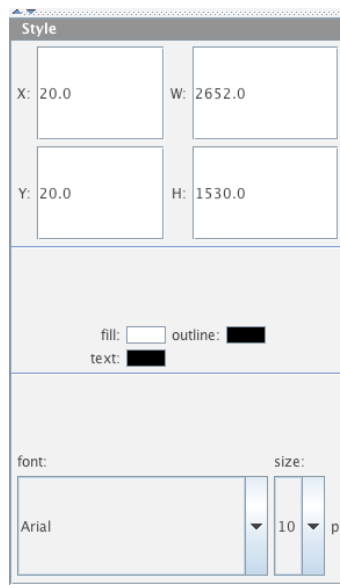 Style
X: 20.0 W: 2652.0
Y: 20.0 H: 1530.0
fill: outline:
text:
font: size:
Arial 10 p